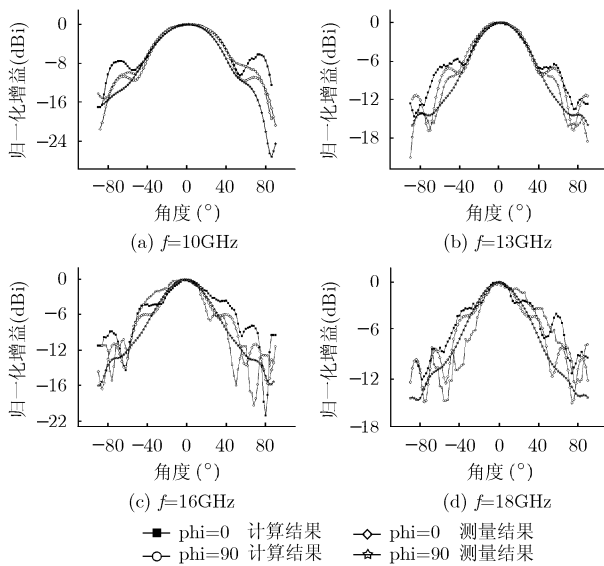 归一化增益(dBi)
0
−8
−16
−24
−80 −40 0 40 80
角度 (°)
(a) f=10GHz
归一化增益(dBi)
0
−6
−12
−18
−80 −40 0 40 80
角度 (°)
(b) f=13GHz
归一化增益(dBi)
0
−6
−12
−16
−22
−80 −40 0 40 80
角度 (°)
(c) f=16GHz
归一化增益(dBi)
0
−6
−12
−18
−80 −40 0 40 80
角度 (°)
(d) f=18GHz
phi=0 计算结果
phi=0 测量结果
phi=90 计算结果
phi=90 测量结果